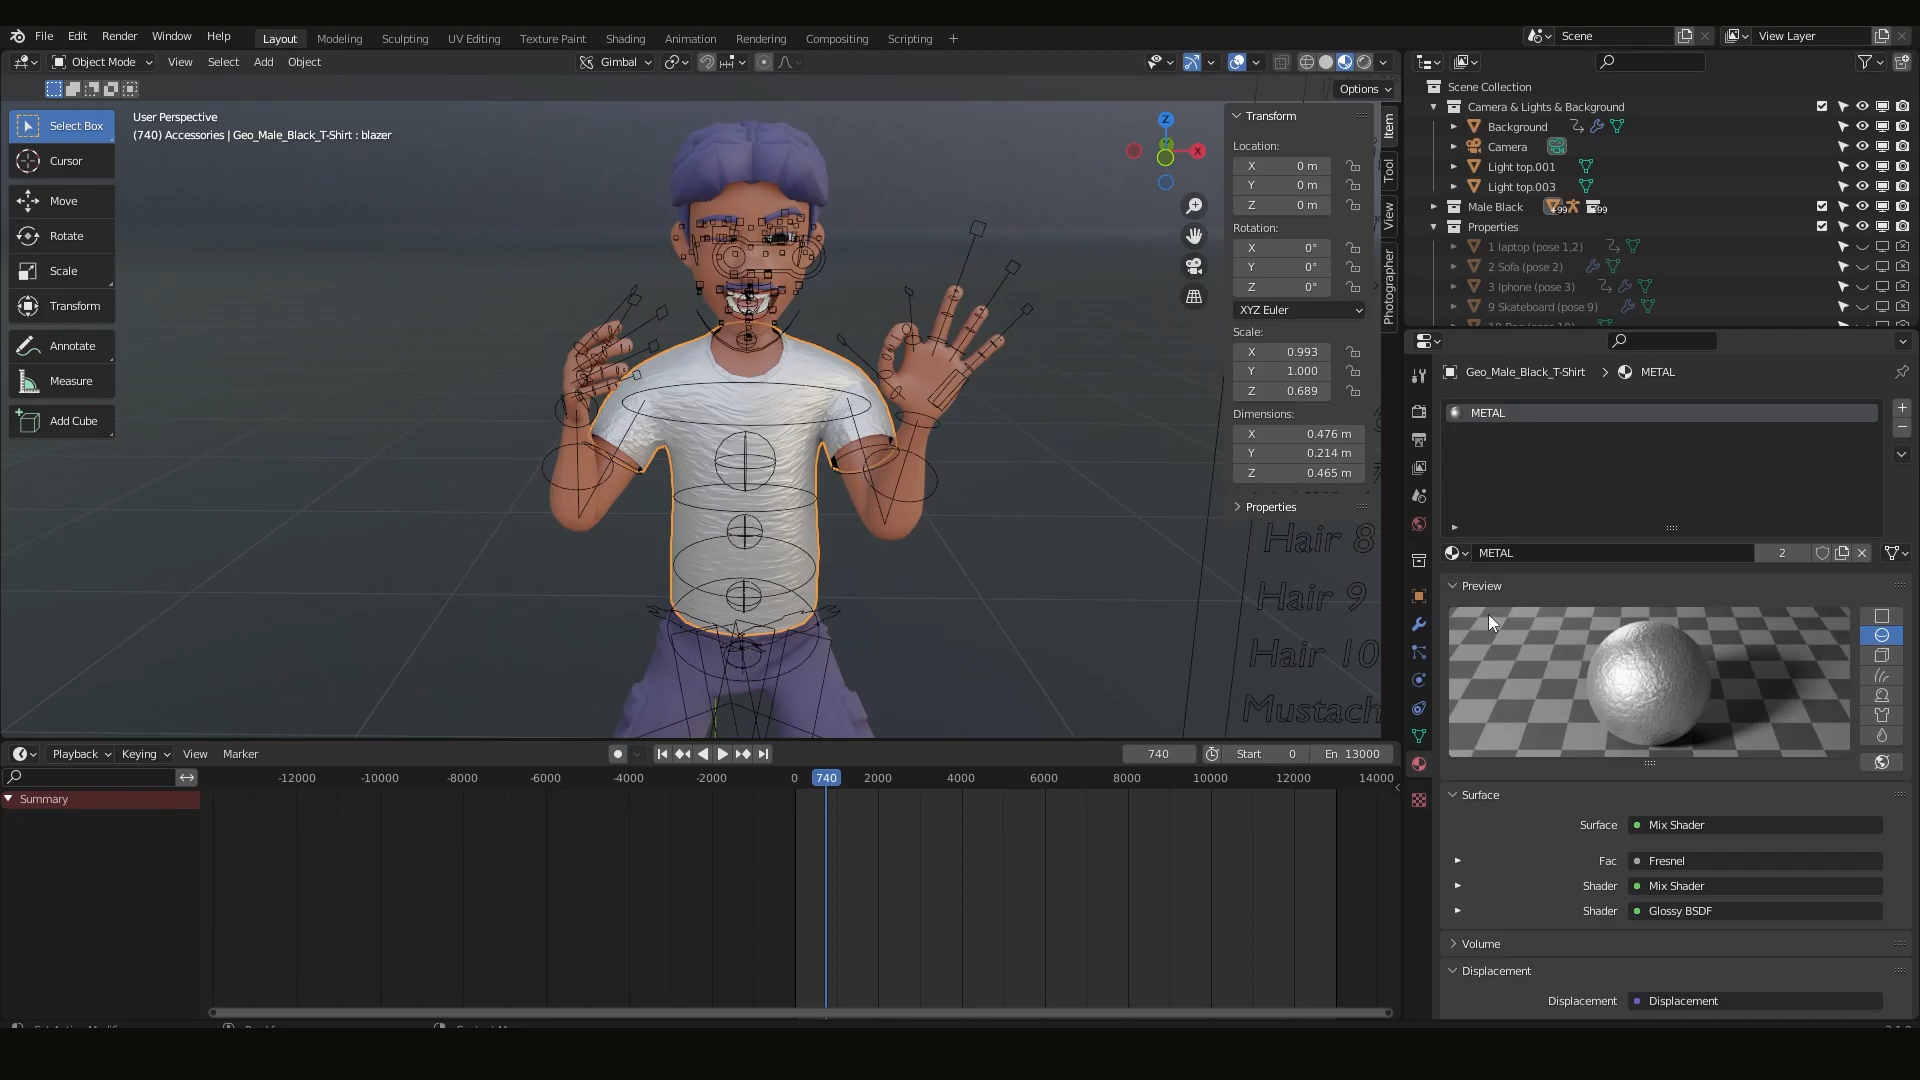 File Edit Render Window Help Layout Modeling Sculpting UV Editing Texture Paint Shading Animation Rendering Compositing Scripting Scene View Layer
Object Mode View Select Add Object Gimbal
Options
Select Box
Cursor
Move
Rotate
Scale
Transform
Annotate
Measure
Add Cube
User Perspective
(740) Accessories | Geo_Male_Black_T-Shirt : blazer
Z
X
Hair 8
Hair 9
Hair 10
Mustach
Transform
Location:
X 0 m
Y 0 m
Z 0 m
Rotation:
X 0°
Y 0°
Z 0°
XYZ Euler
Scale:
X 0.993
Y 1.000
Z 0.689
Dimensions:
X 0.476 m
Y 0.214 m
Z 0.465 m
Properties
Item
Tool
View
Photographer
Scene Collection
Camera & Lights & Background
Background
Camera
Light top.001
Light top.003
Male Black +99 99
Properties
1 laptop (pose 1,2)
2 Sofa (pose 2)
3 Iphone (pose 3)
9 Skateboard (pose 9)
Geo_Male_Black_T-Shirt METAL
METAL
METAL 2
Preview
Surface
Surface Mix Shader
Fac Fresnel
Shader Mix Shader
Shader Glossy BSDF
Volume
Displacement
Displacement Displacement
Playback Keying View Marker 740 Start 0 En 13000
-12000 -10000 -8000 -6000 -4000 -2000 0 740 2000 4000 6000 8000 10000 12000 14000
Summary